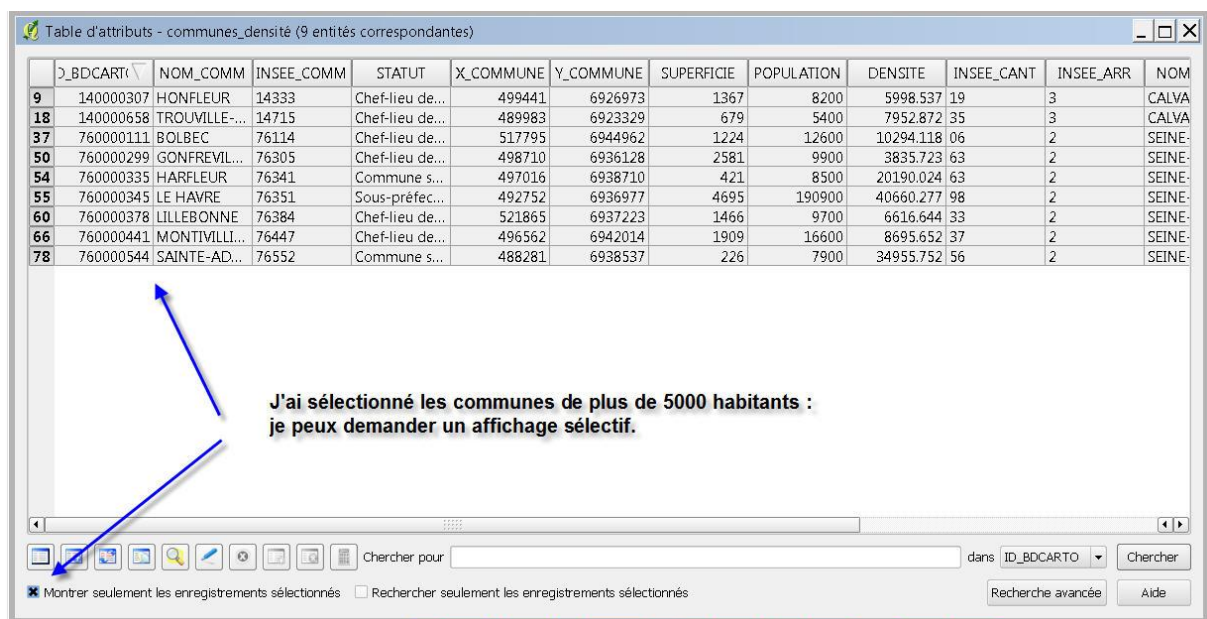 Table d'attributs - communes_densité (9 entités correspondantes)
D_BDCART( NOM_COMM INSEE_COMM STATUT X_COMMUNE Y_COMMUNE SUPERFICIE POPULATION DENSITE INSEE_CANT INSEE_ARR NOM
9 140000307 HONFLEUR 14333 Chef-lieu de... 499441 6926973 1367 8200 5998.537 19 3 CALVA
18 140000658 TROUVILLE-... 14715 Chef-lieu de... 489983 6923329 679 5400 7952.872 35 3 CALVA
37 760000111 BOLBEC 76114 Chef-lieu de... 517795 6944962 1224 12600 10294.118 06 2 SEINE-
50 760000299 GONFREVIL... 76305 Chef-lieu de... 498710 6936128 2581 9900 3835.723 63 2 SEINE-
54 760000335 HARFLEUR 76341 Commune s... 497016 6938710 421 8500 20190.024 63 2 SEINE-
55 760000345 LE HAVRE 76351 Sous-préfec... 492752 6936977 4695 190900 40660.277 98 2 SEINE-
60 760000378 LILLEBONNE 76384 Chef-lieu de... 521865 6937223 1466 9700 6616.644 33 2 SEINE-
66 760000441 MONTIVILLI... 76447 Chef-lieu de... 496562 6942014 1909 16600 8695.652 37 2 SEINE-
78 760000544 SAINTE-AD... 76552 Commune s... 488281 6938537 226 7900 34955.752 56 2 SEINE-
J'ai sélectionné les communes de plus de 5000 habitants :
je peux demander un affichage sélectif.
Chercher pour dans ID_BDCARTO Chercher
Montrer seulement les enregistrements sélectionnés Rechercher seulement les enregistrements sélectionnés Recherche avancée Aide